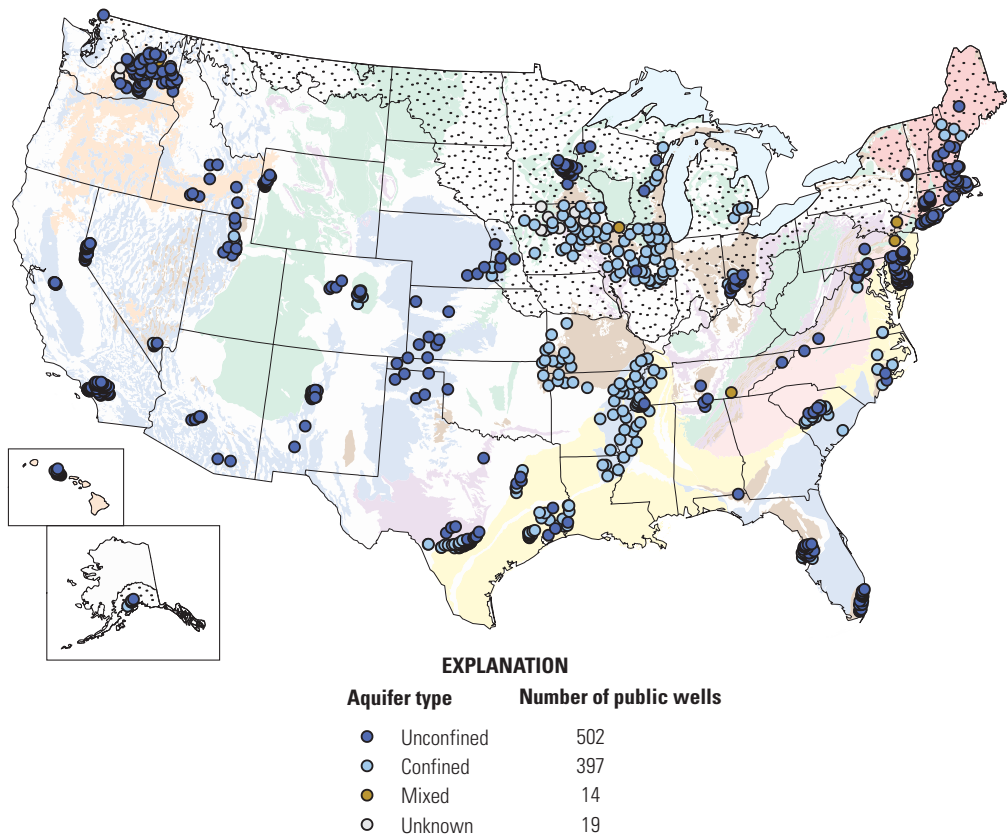 EXPLANATION
Aquifer type Number of public wells
Unconfined 502
Confined 397
Mixed 14
Unknown 19